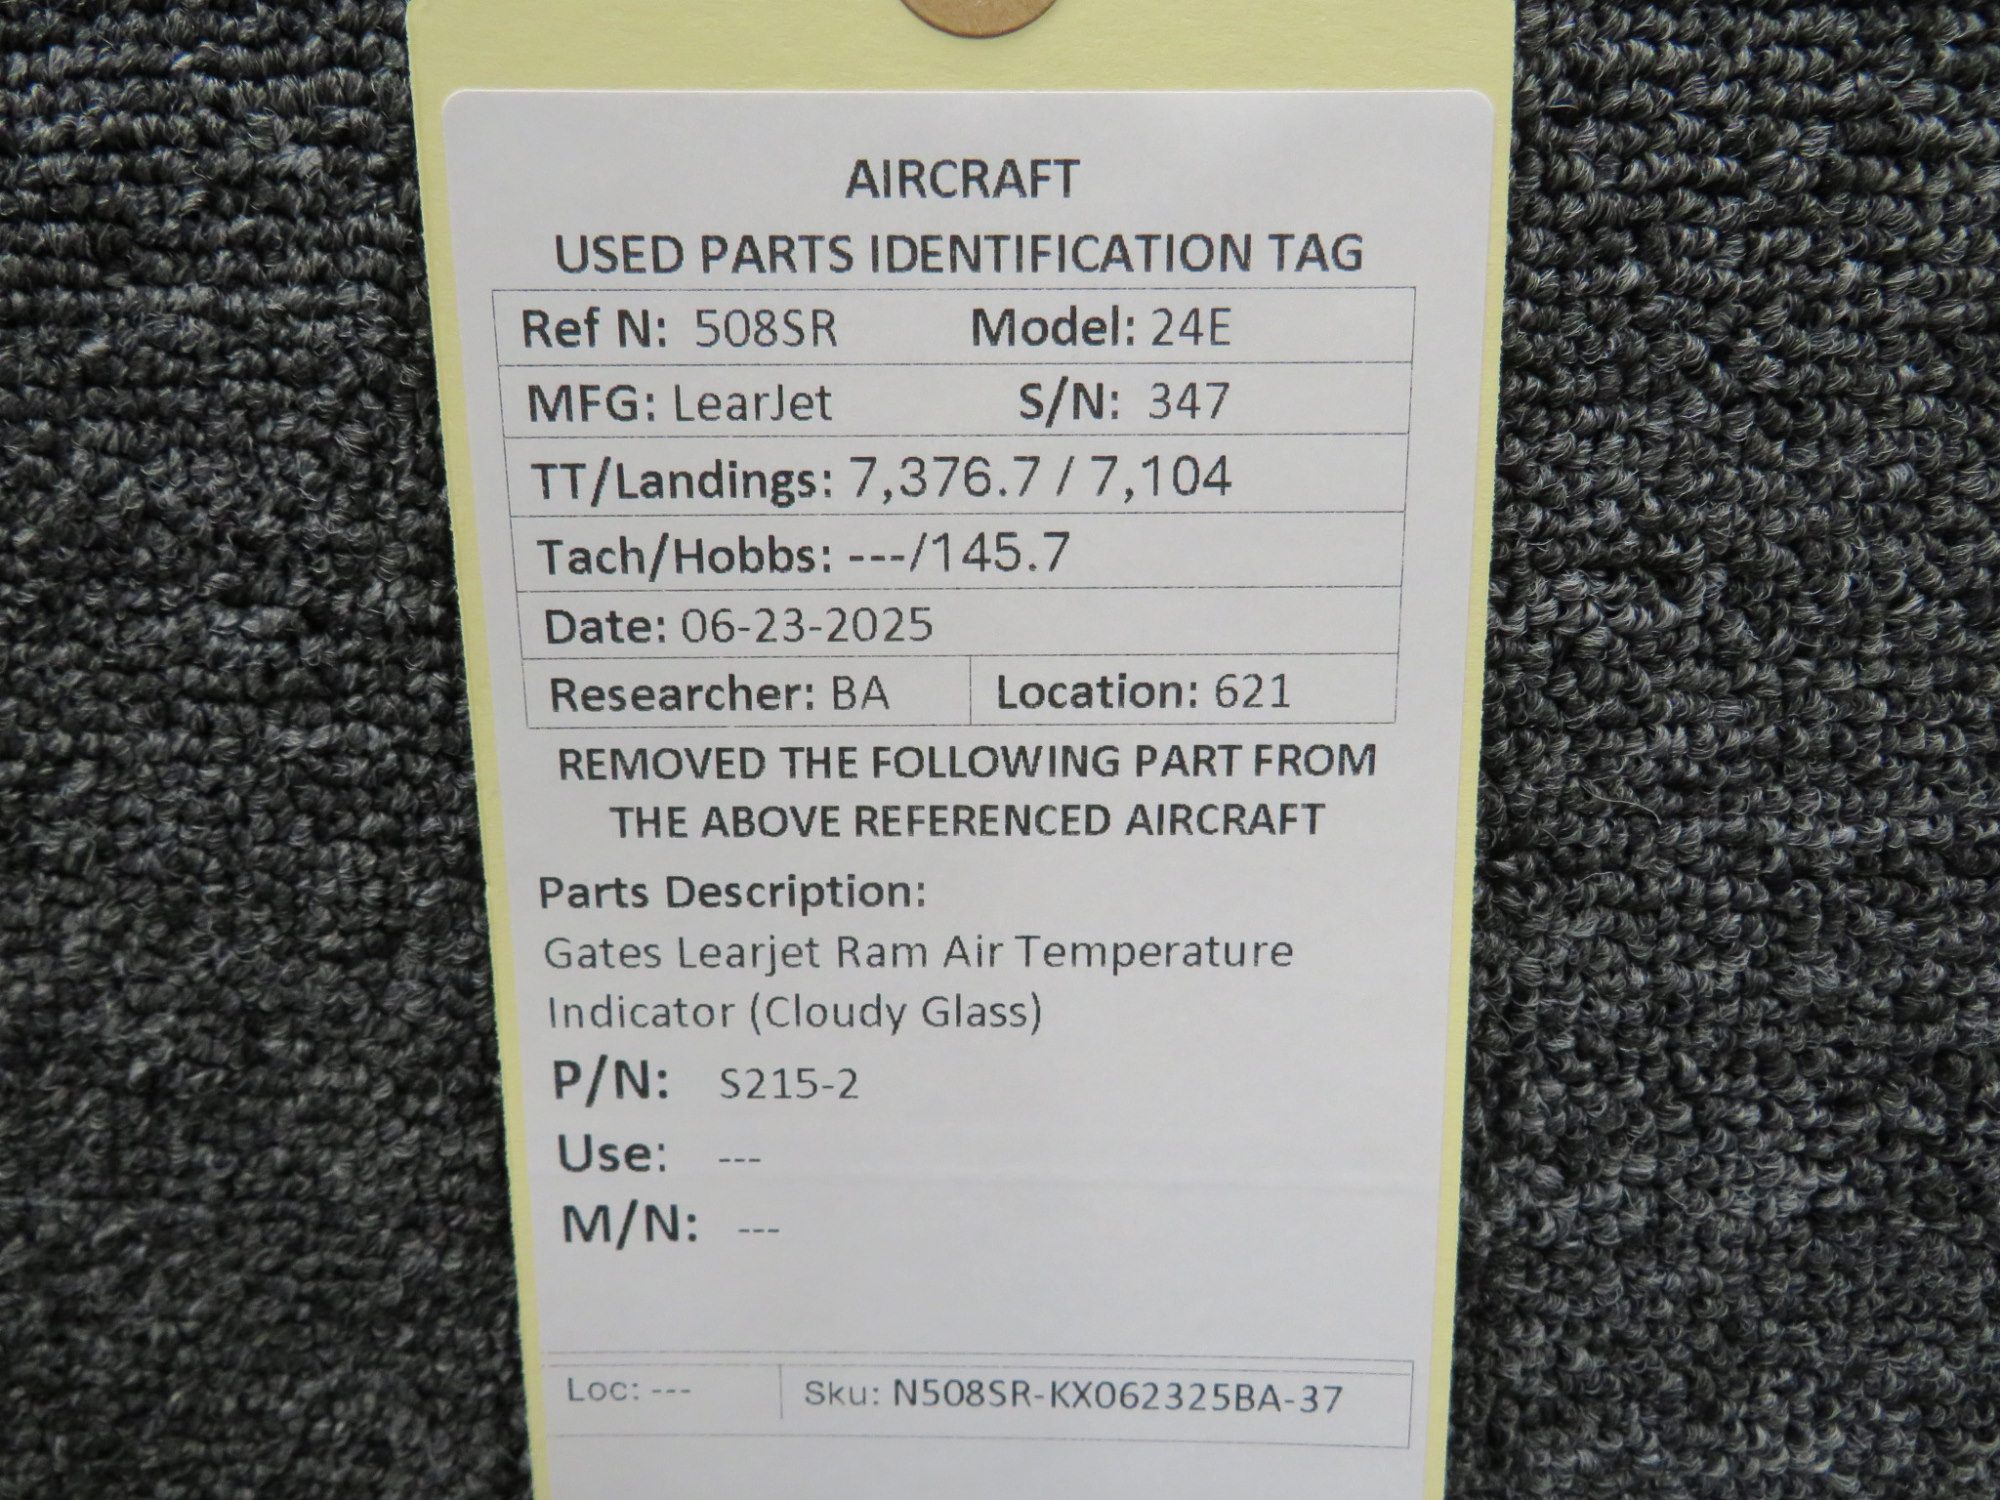 AIRCRAFT
USED PARTS IDENTIFICATION TAG
Ref N: 508SR Model: 24E
MFG: LearJet S/N: 347
TT/Landings: 7,376.7 / 7,104
Tach/Hobbs: ---/145.7
Date: 06-23-2025
Researcher: BA Location: 621
REMOVED THE FOLLOWING PART FROM
THE ABOVE REFERENCED AIRCRAFT
Parts Description:
Gates Learjet Ram Air Temperature
Indicator (Cloudy Glass)
P/N: S215-2
Use: ---
M/N: ---
Loc: --- Sku: N508SR-KX062325BA-37